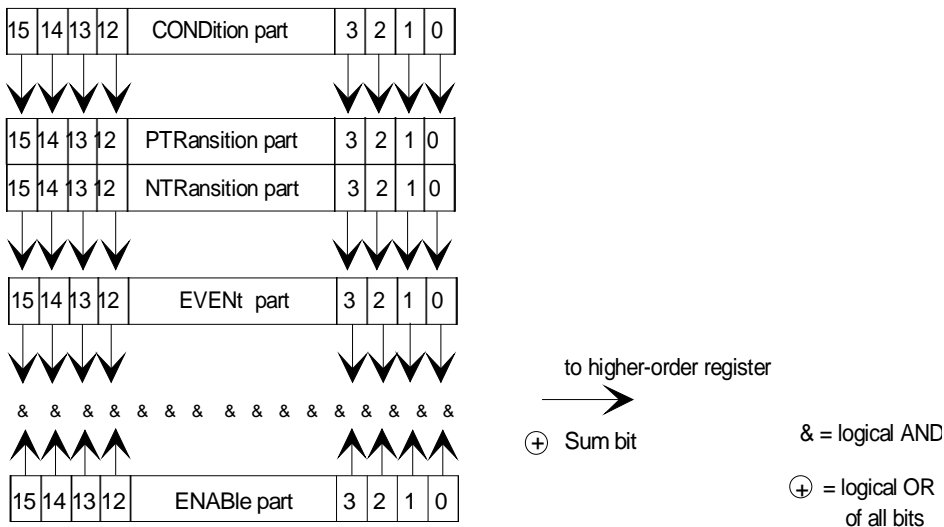 15 14 13 12 CONDition part 3 2 1 0
15 14 13 12 PTRansition part 3 2 1 0
15 14 13 12 NTRansition part 3 2 1 0
15 14 13 12 EVENt part 3 2 1 0
to higher-order register
& & & & & & & & & & & & & & & &
+ Sum bit
& = logical AND
15 14 13 12 ENABle part 3 2 1 0
+ = logical OR
of all bits